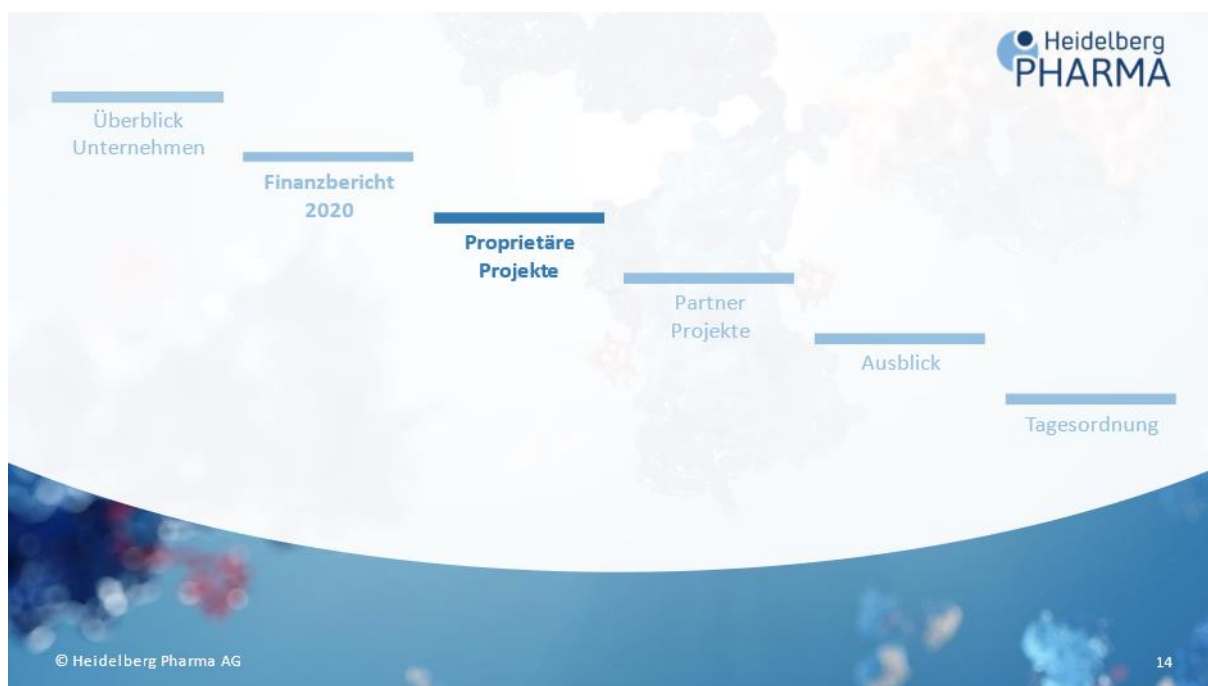 Heidelberg
PHARMA
Überblick
Unternehmen
Finanzbericht
2020
Proprietäre
Projekte
Partner
Projekte
Ausblick
Tagesordnung
© Heidelberg Pharma AG
14